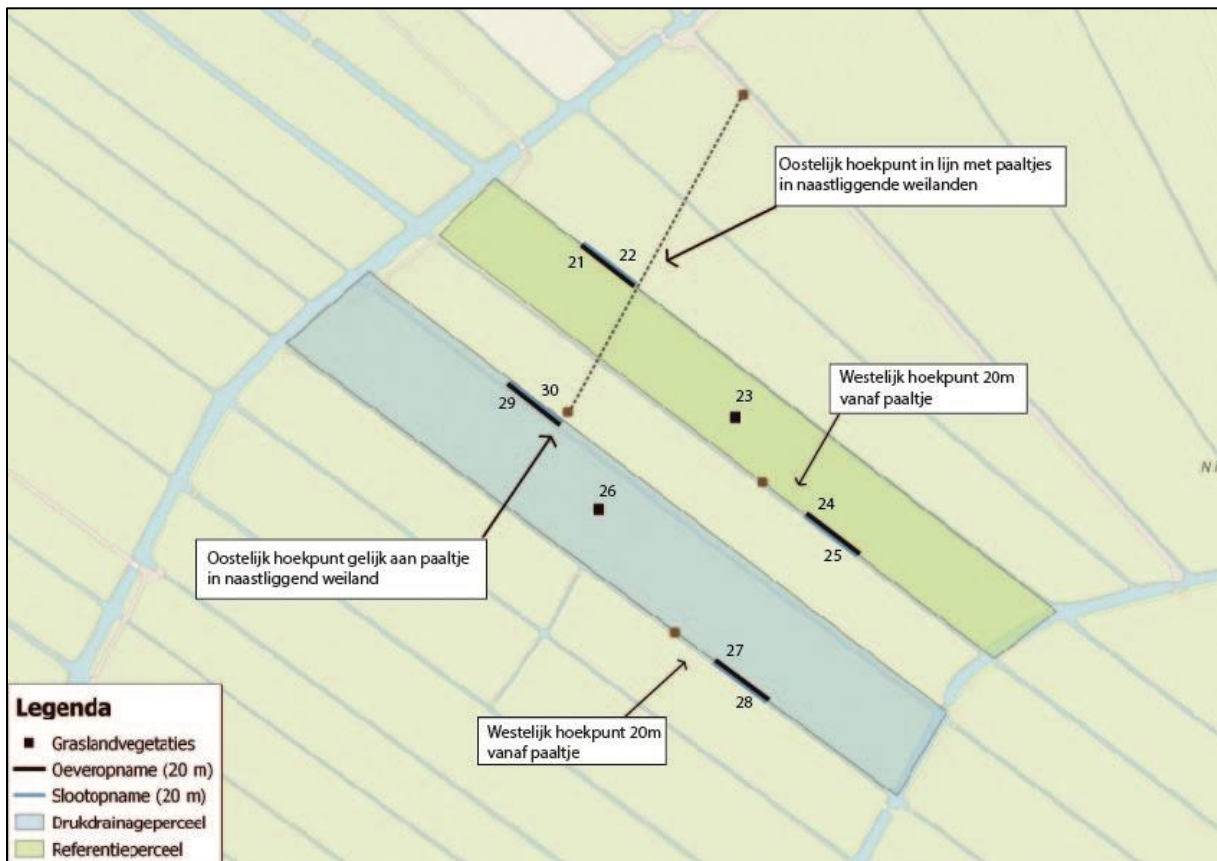 Oostelijk hoekpunt in lijn met paaltjes
in naastliggende weilanden
22
21
Westelijk hoekpunt 20m
vanaf paaltje
23
30
29
N
24
26
25
Oostelijk hoekpunt gelijk aan paaltje
in naastliggend weiland
27
28
Westelijk hoekpunt 20m
vanaf paaltje
Legenda
Graslandvegetaties
Oeveropname (20 m)
Slootopname (20 m)
Drukdrainageperceel
Referentieperceel